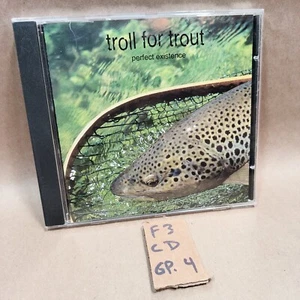 troll for trout
perfect existence
F3
CD
GP. 4